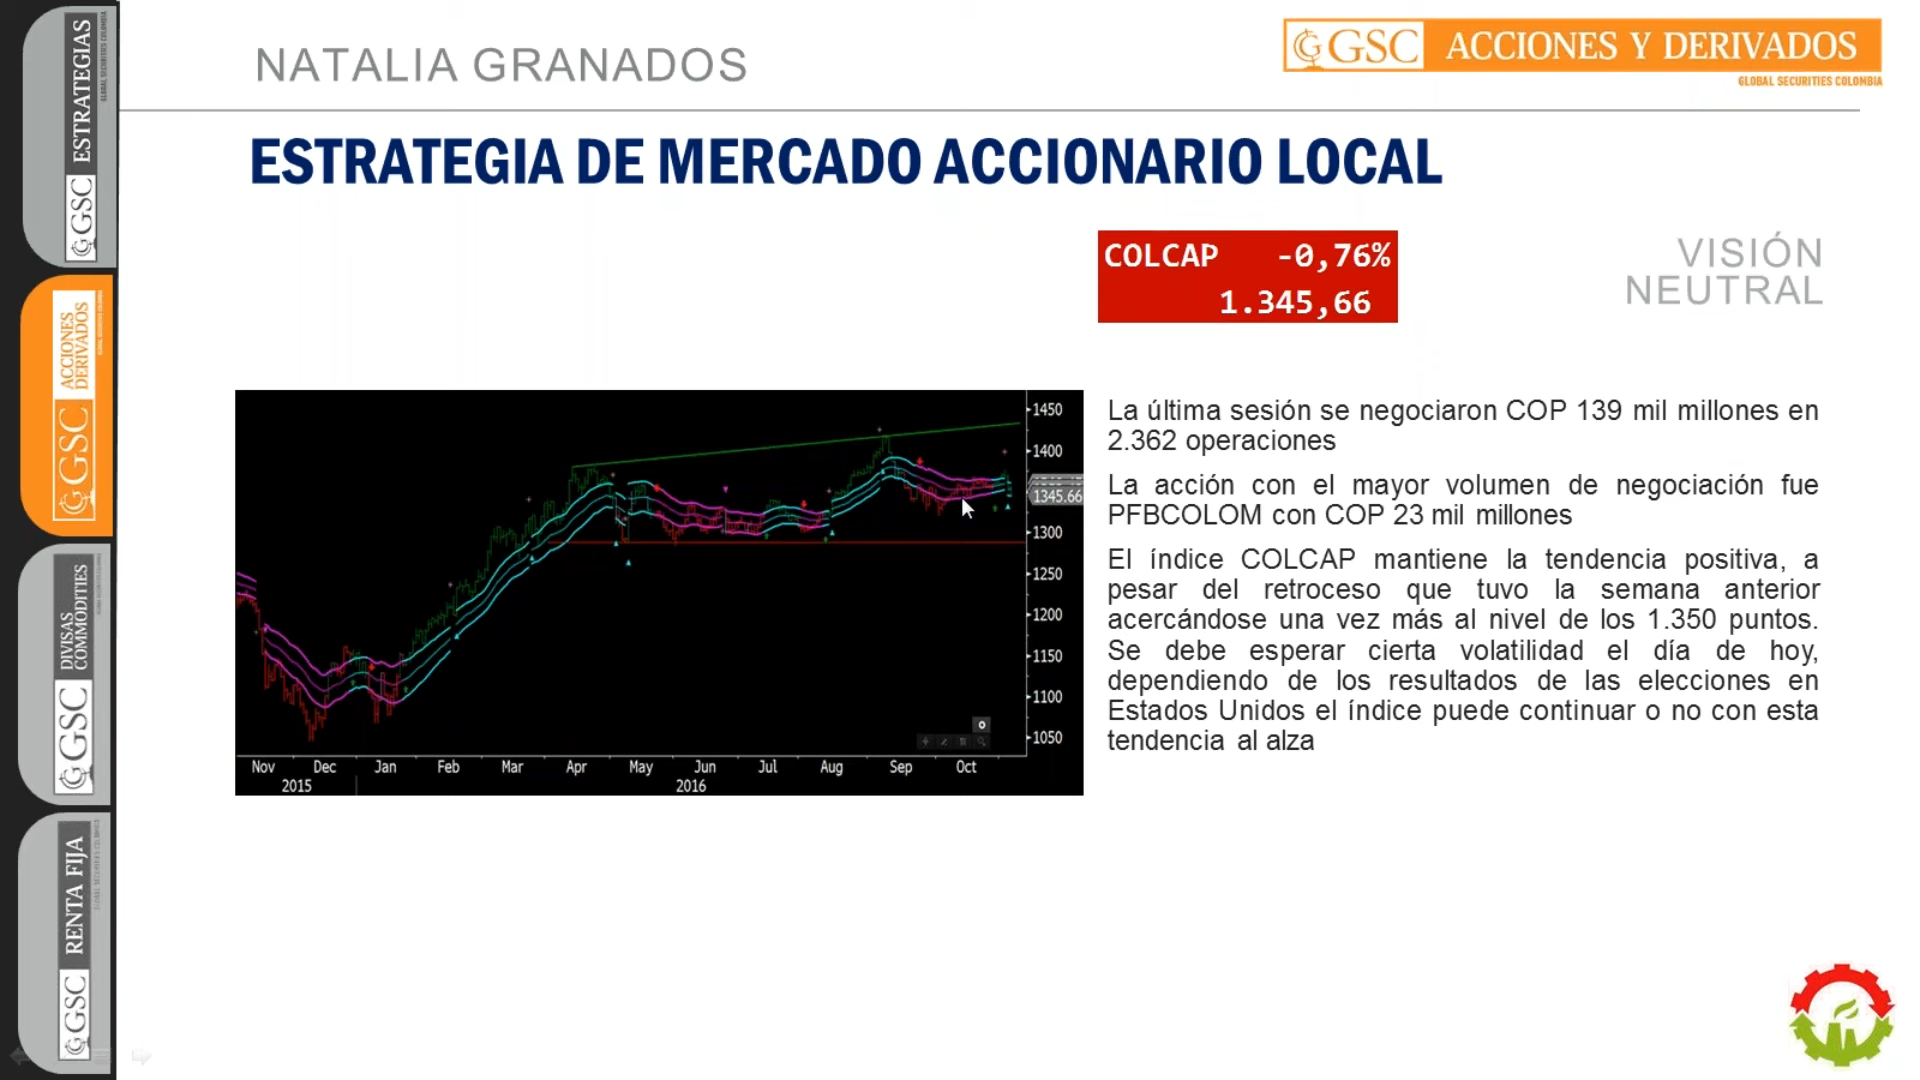 NATALIA GRANADOS
GSC ACCIONES Y DERIVADOS
GLOBAL SECURITIES COLOMBIA
ESTRATEGIA DE MERCADO ACCIONARIO LOCAL
COLCAP -0,76%
1.345,66
VISIÓN
NEUTRAL
La última sesión se negociaron COP 139 mil millones en
2.362 operaciones
La acción con el mayor volumen de negociación fue
PFBCOLOM con COP 23 mil millones
El índice COLCAP mantiene la tendencia positiva, a
pesar del retroceso que tuvo la semana anterior
acercándose una vez más al nivel de los 1.350 puntos.
Se debe esperar cierta volatilidad el día de hoy,
dependiendo de los resultados de las elecciones en
Estados Unidos el índice puede continuar o no con esta
tendencia al alza
1450
1400
1345.66
1300
1250
1200
1150
1100
1050
Nov Dec Jan Feb Mar Apr May Jun Jul Aug Sep Oct
2015 2016
GSC ESTRATEGIAS
GSC ACCIONES
DERIVADOS
GSC DIVISAS
COMMODITIES
GSC RENTA FIJA